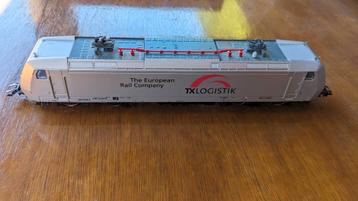 The European
Rail Company
TXLOGISTIK